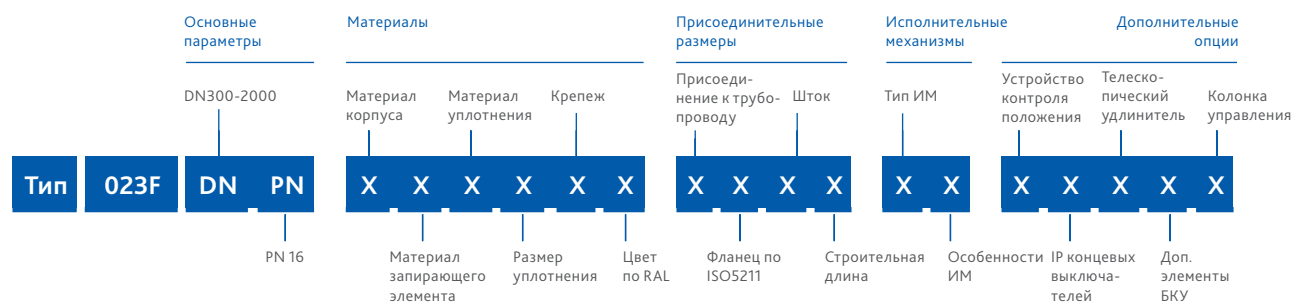 Основные
параметры
Материалы
Присоединительные
размеры
Исполнительные
механизмы
Дополнительные
опции
DN300-2000
Материал
корпуса
Материал
уплотнения
Крепеж
Присоеди-
нение к трубо-
проводу
Шток
Тип ИМ
Устройство
контроля
положения
Телеско-
пический
удлинитель
Колонка
управления
Тип 023F DN PN X X X X X X X X X X X X X X X X X
PN 16
Материал
запирающего
элемента
Размер
уплотнения
Цвет
по RAL
Фланец по
ISO5211
Строительная
длина
Особенности
ИМ
IP концевых
выключа-
телей
Доп.
элементы
БКУ